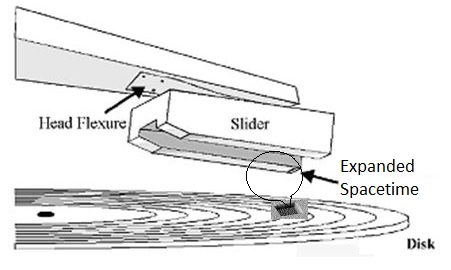 Head Flexure
Slider
Expanded
Spacetime
Disk